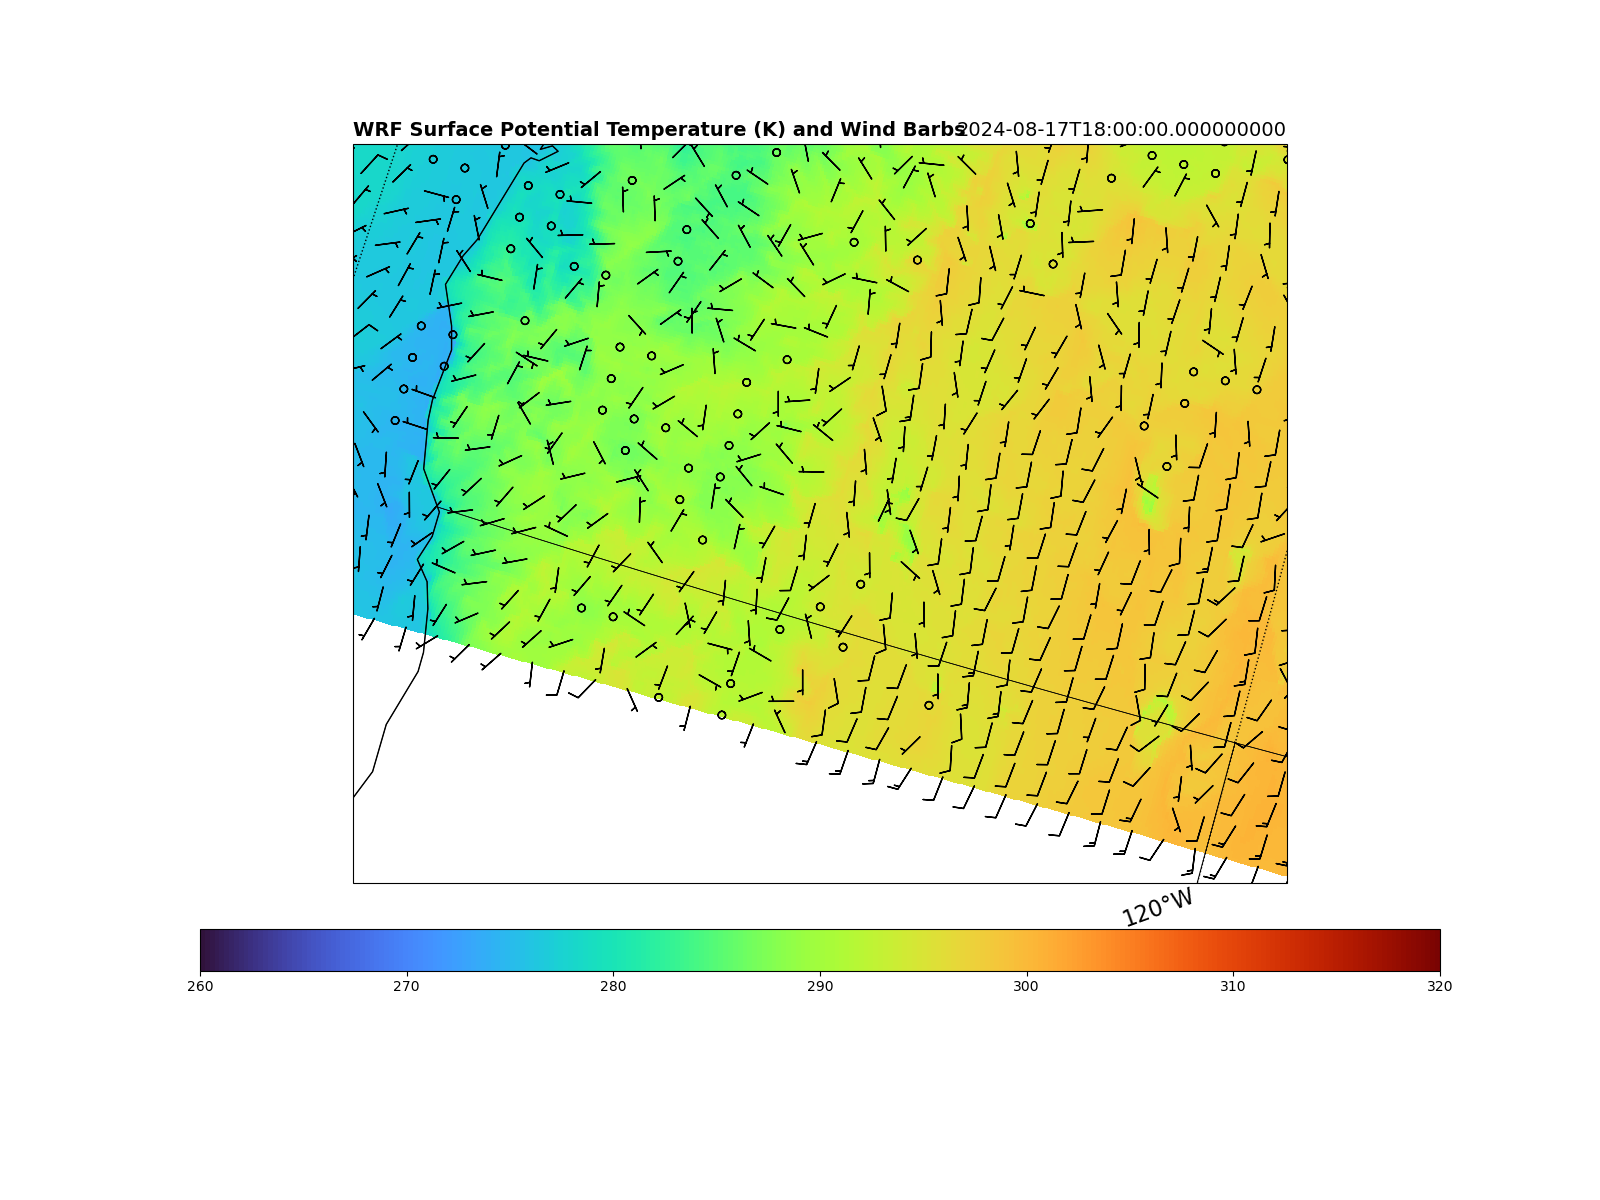 WRF Surface Potential Temperature (K) and Wind Barbs 2024-08-17T18:00:00.000000000
120°W
260 270 280 290 300 310 320